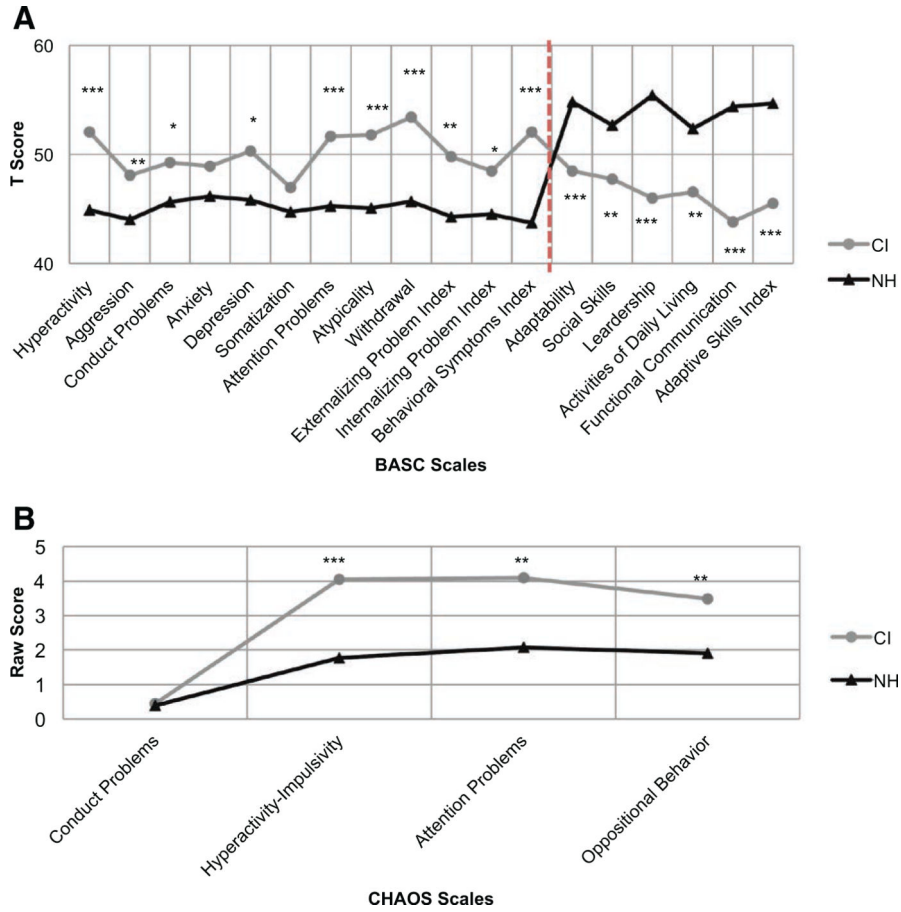 A
60
50
40
T Score
***
**
*
*
***
***
***
**
*
***
***
**
***
**
***
***
CI
NH
Hyperactivity
Aggression
Conduct Problems
Anxiety
Depression
Somatization
Attention Problems
Atypicality
Withdrawal
Externalizing Problem Index
Internalizing Problem Index
Behavioral Symptoms Index
Adaptability
Social Skills
Leardership
Activities of Daily Living
Functional Communication
Adaptive Skills Index
BASC Scales
B
5
4
3
2
1
0
Raw Score
***
**
**
CI
NH
Conduct Problems
Hyperactivity-Impulsivity
Attention Problems
Oppositional Behavior
CHAOS Scales